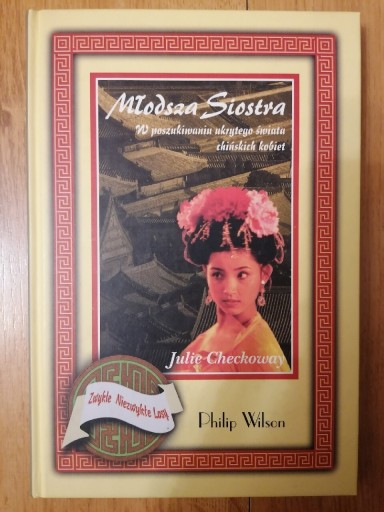 Młodsza Siostra
W poszukiwaniu ukrytego świata
chińskich kobiet
Julie Checkoway
Zwykłe Niezwykłe Losy
Philip Wilson